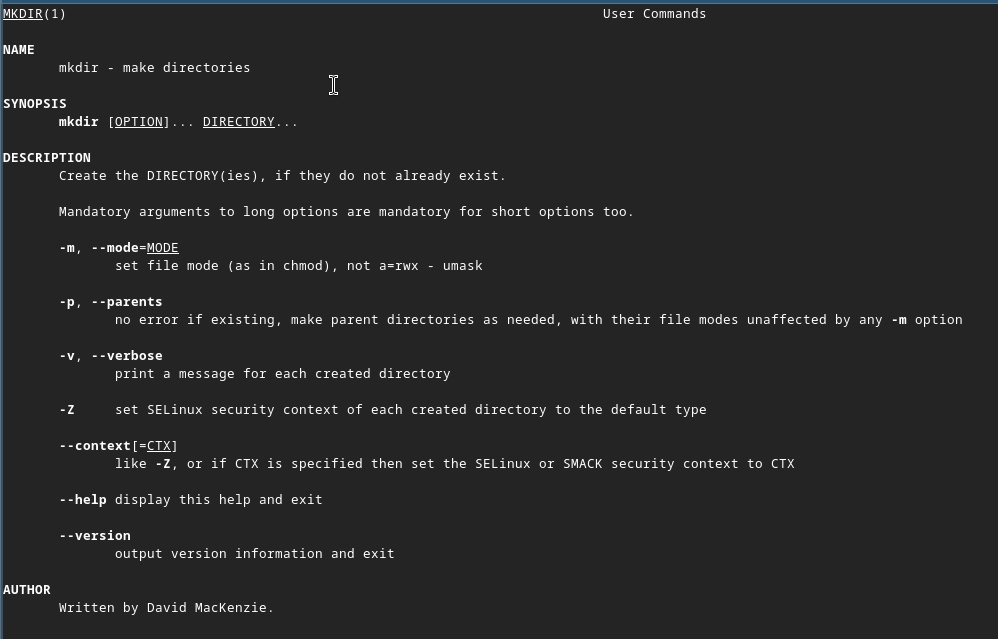 MKDIR(1) User Commands
NAME
mkdir - make directories
SYNOPSIS
mkdir [OPTION]... DIRECTORY...
DESCRIPTION
Create the DIRECTORY(ies), if they do not already exist.
Mandatory arguments to long options are mandatory for short options too.
-m, --mode=MODE
set file mode (as in chmod), not a=rwx - umask
-p, --parents
no error if existing, make parent directories as needed, with their file modes unaffected by any -m option
-v, --verbose
print a message for each created directory
-Z set SELinux security context of each created directory to the default type
--context[=CTX]
like -Z, or if CTX is specified then set the SELinux or SMACK security context to CTX
--help display this help and exit
--version
output version information and exit
AUTHOR
Written by David MacKenzie.